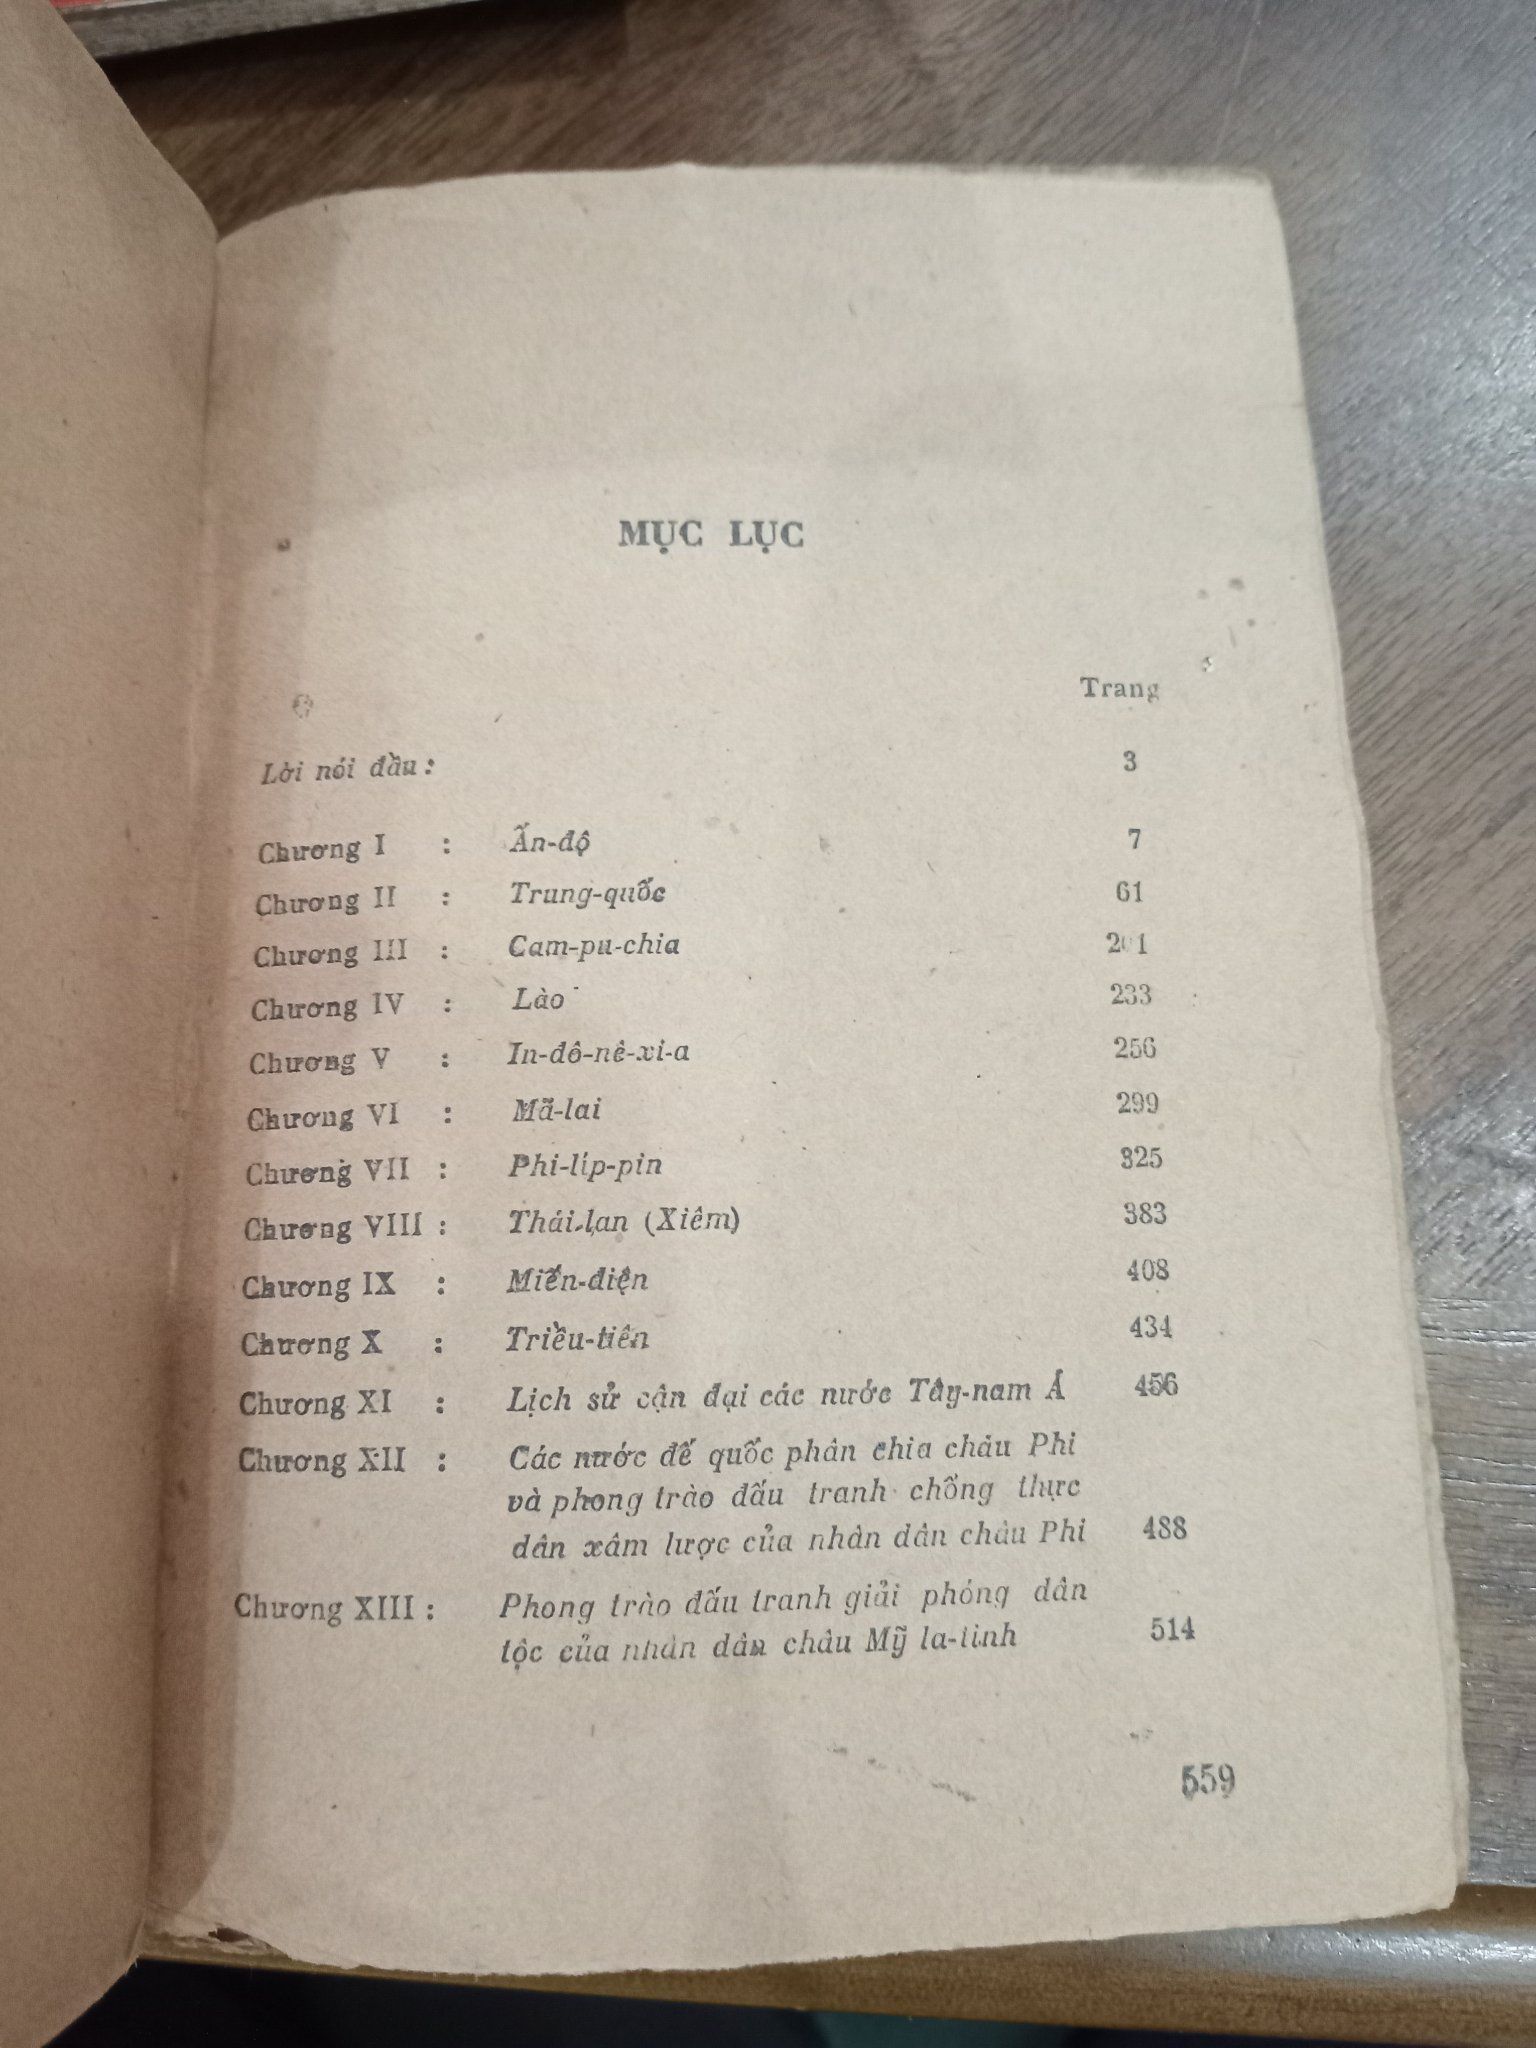 MỤC LỤC
Trang
Lời nói đầu : 3
Chương I : Ấn-độ 7
Chương II : Trung-quốc 61
Chương III : Cam-pu-chia 201
Chương IV : Lào 233
Chương V : In-đô-nê-xi-a 256
Chương VI : Mã-lai 299
Chương VII : Phi-líp-pin 325
Chương VIII : Thái-lan (Xiêm) 383
Chương IX : Miến-điện 408
Chương X : Triều-tiên 434
Chương XI : Lịch sử cận đại các nước Tây-nam Á 456
Chương XII : Các nước đế quốc phân chia châu Phi
và phong trào đấu tranh chống thực
dân xâm lược của nhân dân châu Phi 488
Chương XIII : Phong trào đấu tranh giải phóng dân
tộc của nhân dân châu Mỹ la-tinh 514
559